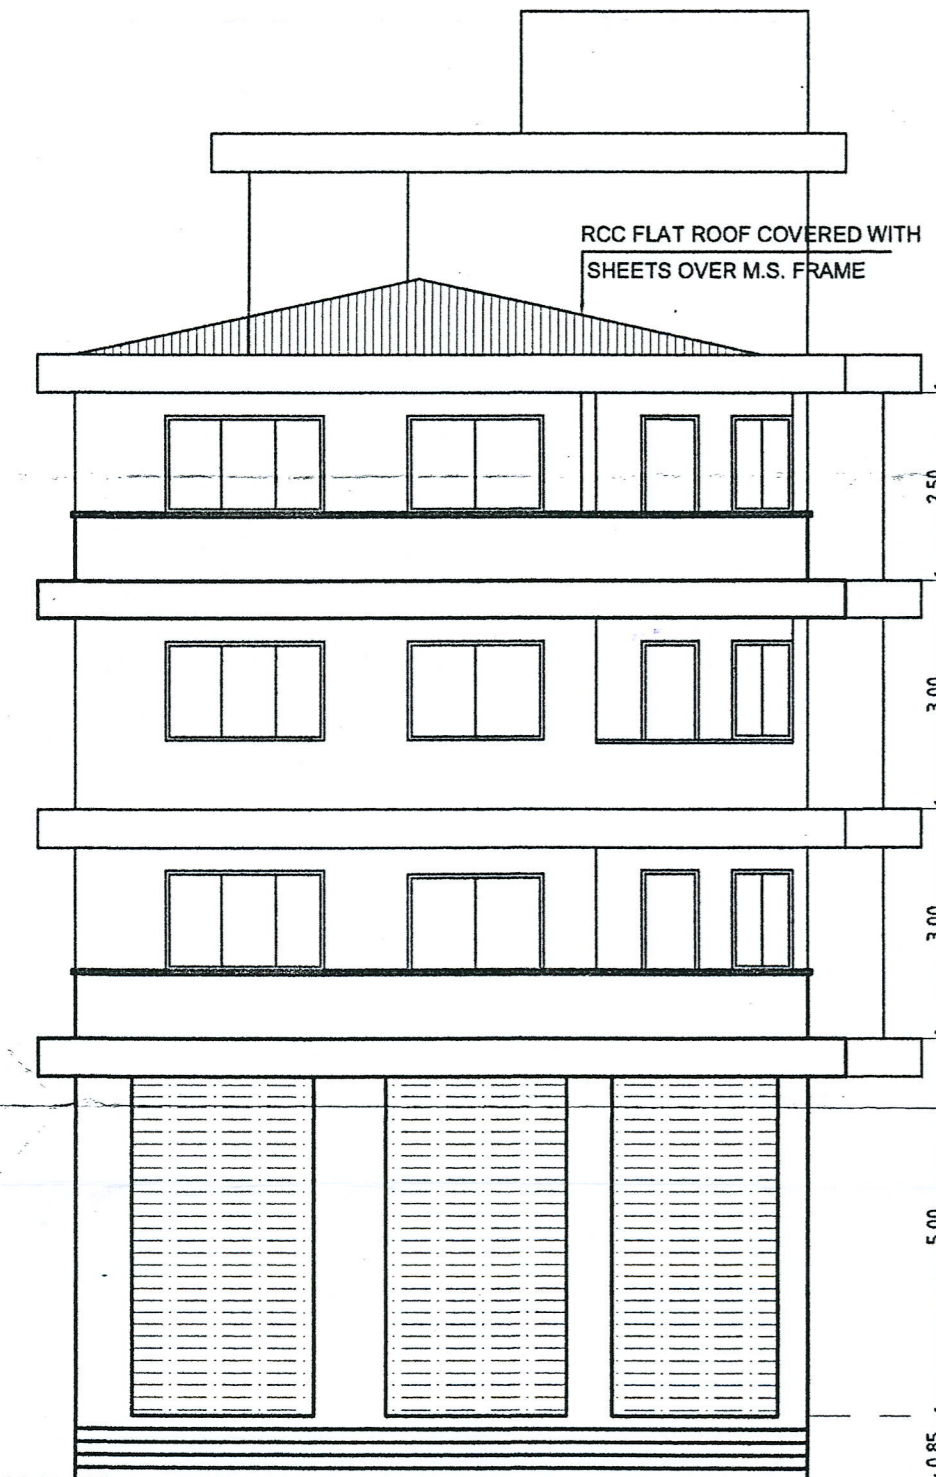 RCC FLAT ROOF COVERED WITH
SHEETS OVER M.S. FRAME
2.50
3.00
3.00
5.00
0.85